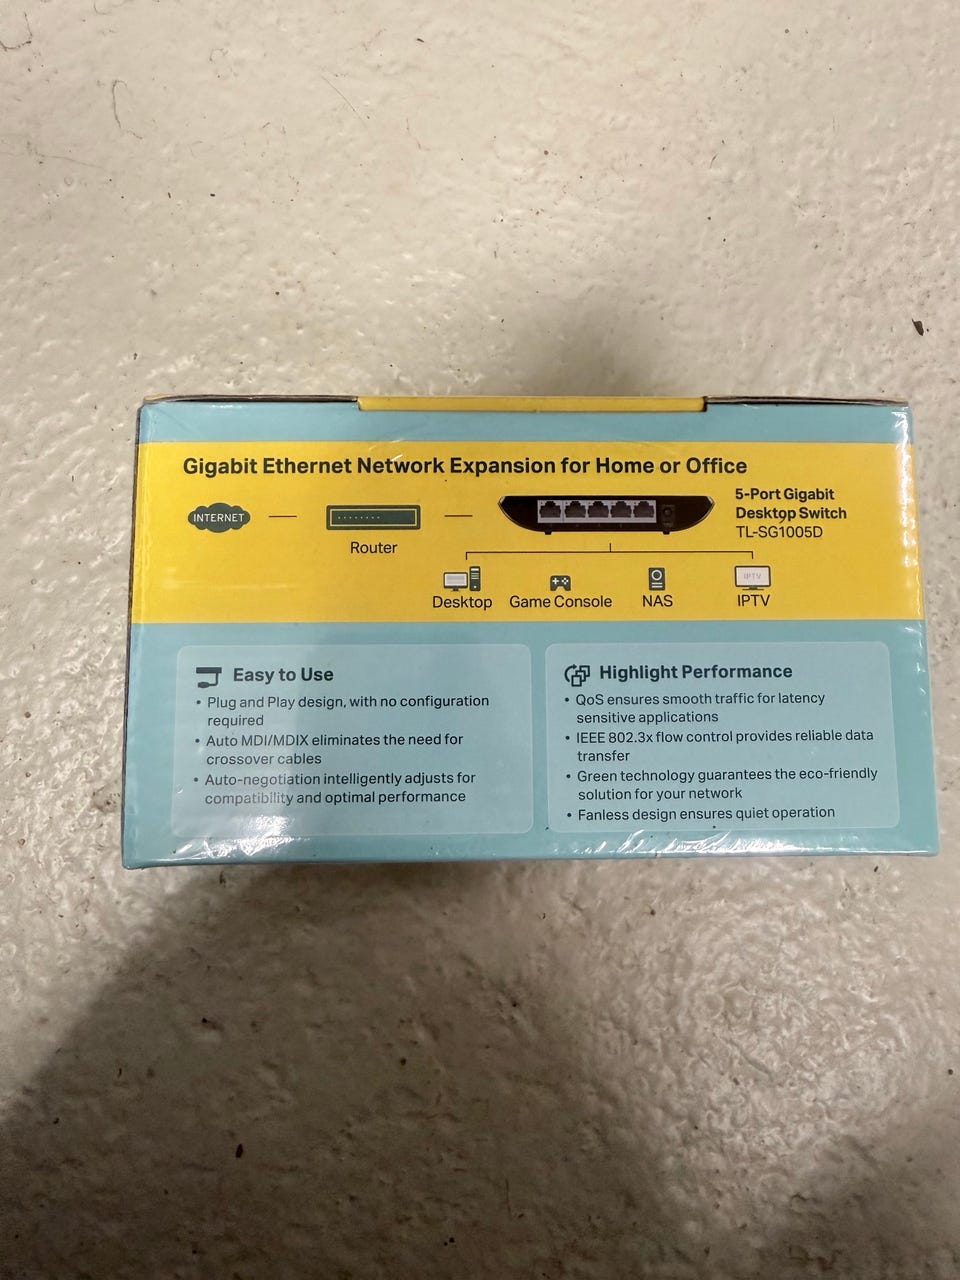 Gigabit Ethernet Network Expansion for Home or Office
INTERNET
Router
5-Port Gigabit
Desktop Switch
TL-SG1005D
Desktop
Game Console
NAS
IPTV
IPTV
Easy to Use
• Plug and Play design, with no configuration
required
• Auto MDI/MDIX eliminates the need for
crossover cables
• Auto-negotiation intelligently adjusts for
compatibility and optimal performance
Highlight Performance
• QoS ensures smooth traffic for latency
sensitive applications
• IEEE 802.3x flow control provides reliable data
transfer
• Green technology guarantees the eco-friendly
solution for your network
• Fanless design ensures quiet operation